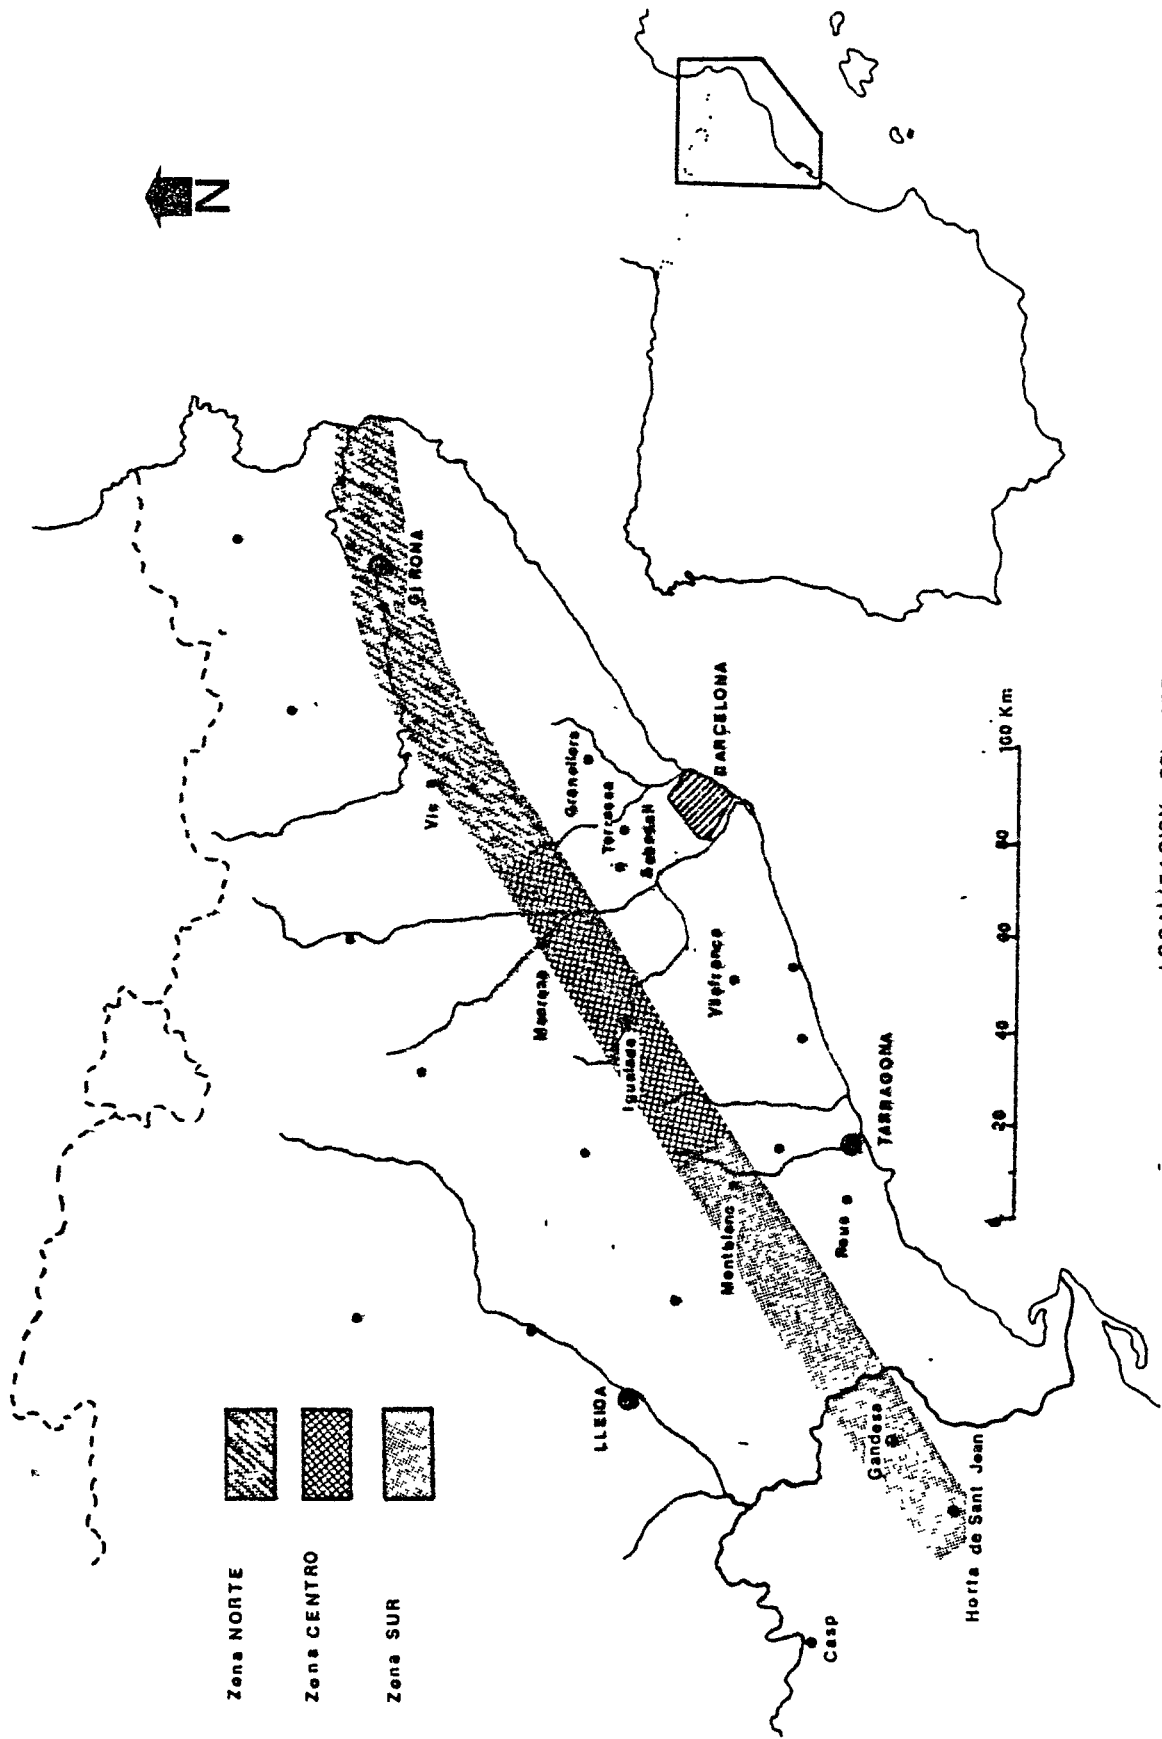 N
GIRONA
Vic
Granollers
Terrassa
Sabadell
BARCELONA
Manresa
Igualada
Vilafranca
Montblanc
TARRAGONA
Reus
LLEIDA
Gandesa
Horta de Sant Joan
Casp
Zona NORTE
Zona CENTRO
Zona SUR
20
40
60
80
100 Km